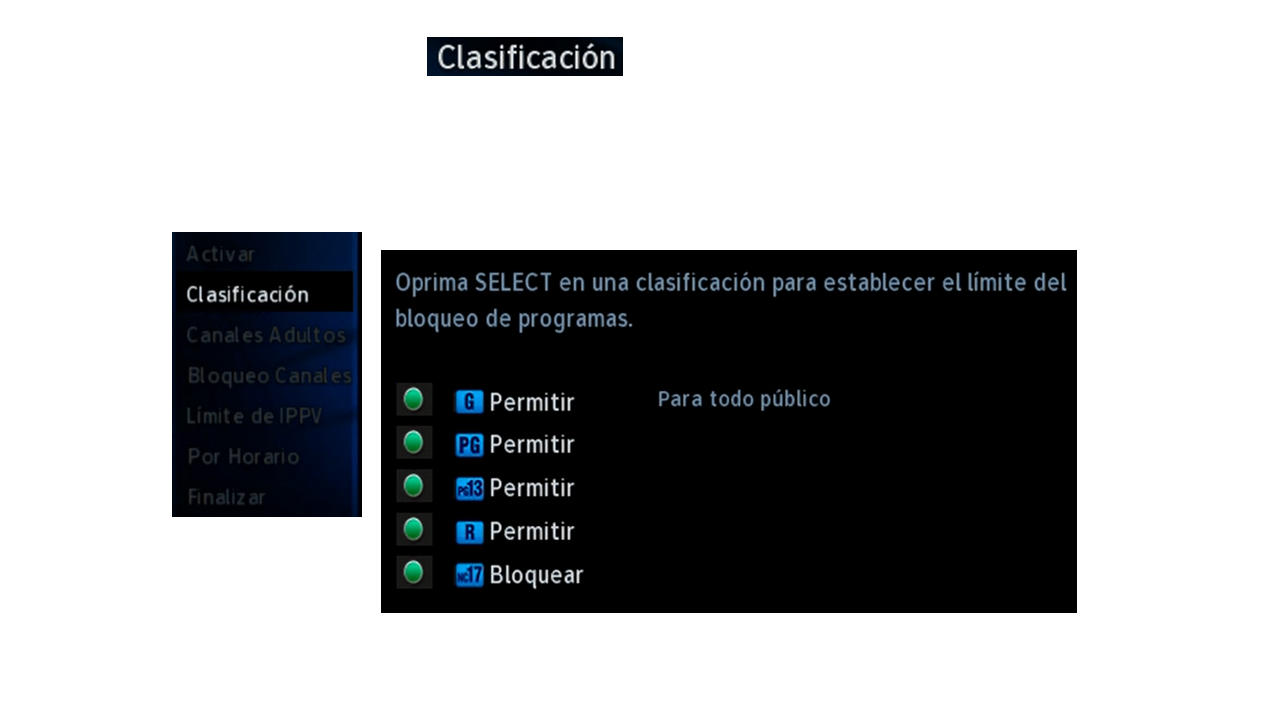 Clasificación
Activar
Clasificación
Canales Adultos
Bloqueo Canales
Límite de IPPV
Por Horario
Finalizar
Oprima SELECT en una clasificación para establecer el límite del
bloqueo de programas.
G Permitir Para todo público
PG Permitir
PG13 Permitir
R Permitir
NC17 Bloquear